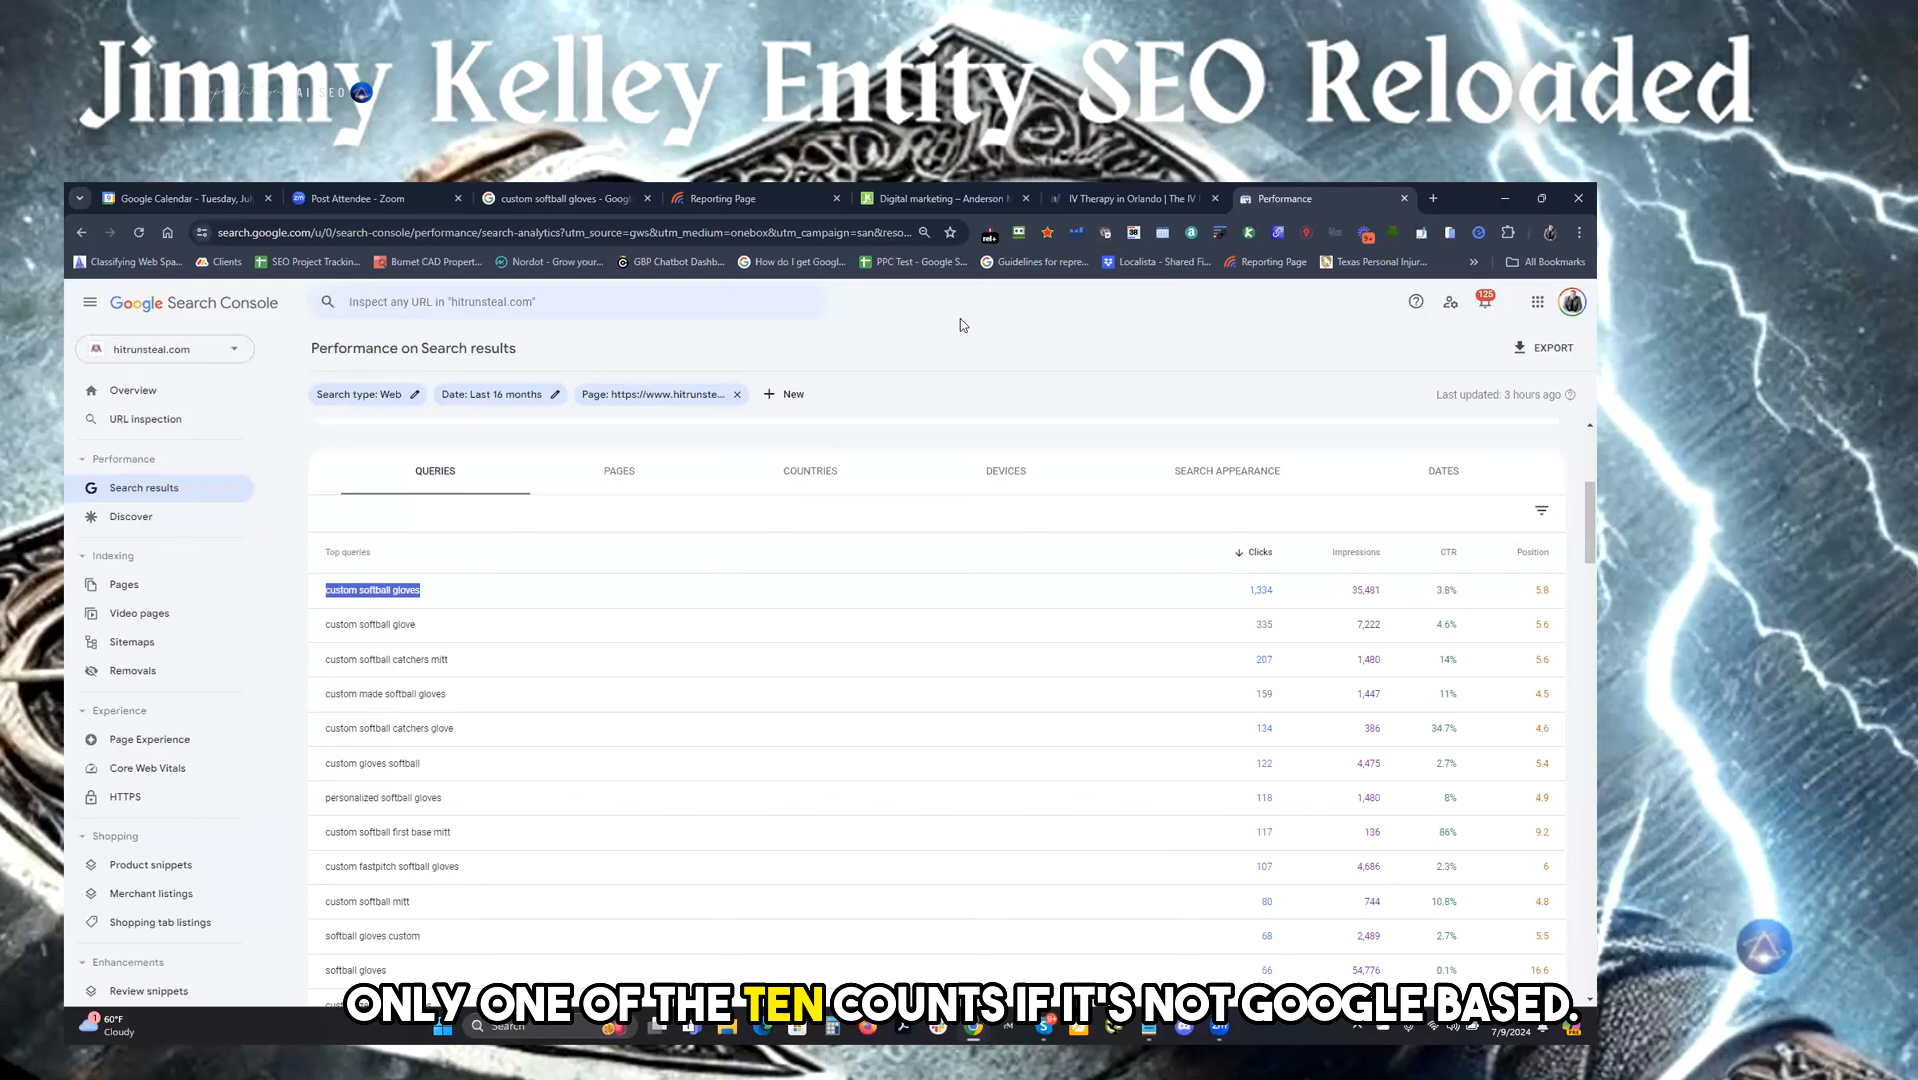 Jimmy Kelley Entity SEO Reloaded
AI SEO
Google Calendar - Tuesday, Jul
Post Attendee - Zoom
custom softball gloves - Googl
Reporting Page
Digital marketing – Anderson M
IV Therapy in Orlando | The IV
Performance
search.google.com/u/0/search-console/performance/search-analytics?utm_source=gws&utm_medium=onebox&utm_campaign=san&reso...
Classifying Web Spa...
Clients
SEO Project Trackin...
Burnet CAD Propert...
Nordot - Grow your...
GBP Chatbot Dashb...
How do I get Googl...
PPC Test - Google S...
Guidelines for repre...
Localista - Shared Fi...
Reporting Page
Texas Personal Injur...
All Bookmarks
Google Search Console
Inspect any URL in "hitrunsteal.com"
125
hitrunsteal.com
Performance on Search results
EXPORT
Search type: Web
Date: Last 16 months
Page: https://www.hitrunste...
New
Last updated: 3 hours ago
Overview
URL inspection
Performance
Search results
Discover
Indexing
Pages
Video pages
Sitemaps
Removals
Experience
Page Experience
Core Web Vitals
HTTPS
Shopping
Product snippets
Merchant listings
Shopping tab listings
Enhancements
Review snippets
QUERIES PAGES COUNTRIES DEVICES SEARCH APPEARANCE DATES
Top queries Clicks Impressions CTR Position
custom softball gloves 1,334 35,481 3.8% 5.8
custom softball glove 335 7,222 4.6% 5.6
custom softball catchers mitt 207 1,480 14% 5.6
custom made softball gloves 159 1,447 11% 4.5
custom softball catchers glove 134 386 34.7% 4.6
custom gloves softball 122 4,475 2.7% 5.4
personalized softball gloves 118 1,480 8% 4.9
custom softball first base mitt 117 136 86% 9.2
custom fastpitch softball gloves 107 4,686 2.3% 6
custom softball mitt 80 744 10.8% 4.8
softball gloves custom 68 2,489 2.7% 5.5
softball gloves 66 54,776 0.1% 16.6
ONLY ONE OF THE TEN COUNTS IF IT'S NOT GOOGLE BASED.
60°F
Cloudy
Search
7/9/2024